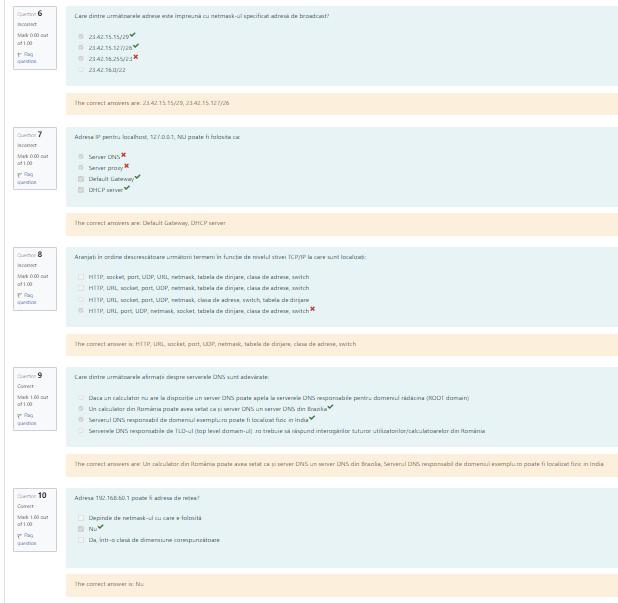 Question 6
Incorrect
Mark 0.00 out
of 1.00
Flag
question
Care dintre următoarele adrese este împreună cu netmask-ul specificat adresă de broadcast?
23.42.15.15/29
23.42.15.127/26
23.42.16.255/23
23.42.16.0/22
The correct answers are: 23.42.15.15/29, 23.42.15.127/26
Question 7
Incorrect
Mark 0.00 out
of 1.00
Flag
question
Adresa IP pentru localhost, 127.0.0.1, NU poate fi folosita ca:
Server DNS
Server proxy
Default Gateway
DHCP server
The correct answers are: Default Gateway, DHCP server
Question 8
Incorrect
Mark 0.00 out
of 1.00
Flag
question
Aranjați în ordine descrescătoare următorii termeni în funcție de nivelul stivei TCP/IP la care sunt localizați:
HTTP, socket, port, UDP, URL, netmask, tabela de dirijare, clasa de adrese, switch
HTTP, URL, socket, port, UDP, netmask, tabela de dirijare, clasa de adrese, switch
HTTP, URL, socket, port, UDP, netmask, clasa de adrese, switch, tabela de dirijare
HTTP, URL, port, UDP, netmask, socket, tabela de dirijare, clasa de adrese, switch
The correct answer is: HTTP, URL, socket, port, UDP, netmask, tabela de dirijare, clasa de adrese, switch
Question 9
Correct
Mark 1.00 out
of 1.00
Flag
question
Care dintre următoarele afirmații despre serverele DNS sunt adevărate:
Daca un calculator nu are la dispoziție un server DNS poate apela la serverele DNS responsabile pentru domeniul rădăcina (ROOT domain)
Un calculator din România poate avea setat ca și server DNS un server DNS din Brazilia
Serverul DNS responsabil de domeniul exemplu.ro poate fi localizat fizic in India
Serverele DNS responsabile de TLD-ul (top level domain-ul) .ro trebuie să răspund interogărilor tuturor utilizatorilor/calculatoarelor din România
The correct answers are: Un calculator din România poate avea setat ca și server DNS un server DNS din Brazilia, Serverul DNS responsabil de domeniul exemplu.ro poate fi localizat fizic in India
Question 10
Correct
Mark 1.00 out
of 1.00
Flag
question
Adresa 192.168.60.1 poate fi adresa de retea?
Depinde de netmask-ul cu care e folosită
Nu
Da, într-o clasă de dimensiune corespunzătoare
The correct answer is: Nu